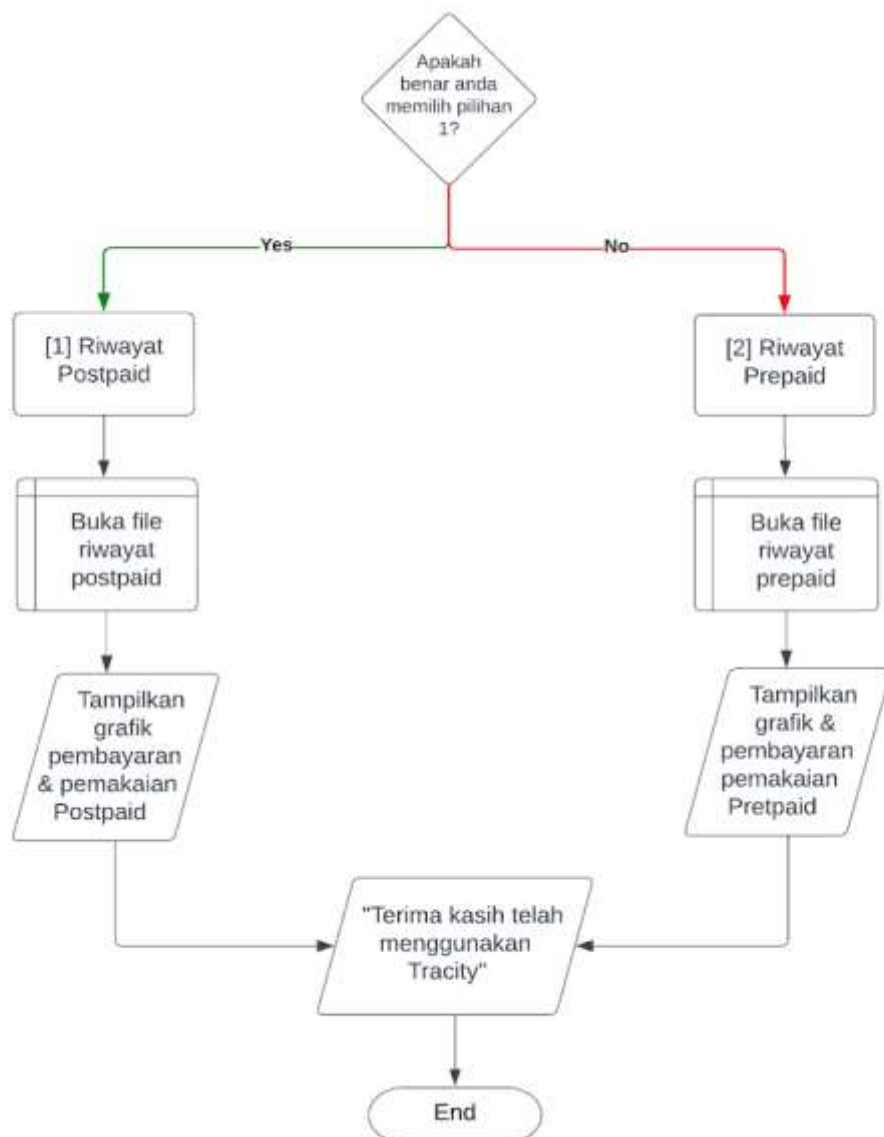 Apakah
benar anda
memilih pilihan
1?
Yes
No
[1] Riwayat
Postpaid
[2] Riwayat
Prepaid
Buka file
riwayat
postpaid
Buka file
riwayat
prepaid
Tampilkan
grafik
pembayaran
& pemakaian
Postpaid
Tampilkan
grafik &
pembayaran
pemakaian
Pretpaid
"Terima kasih telah
menggunakan
Tracity"
End